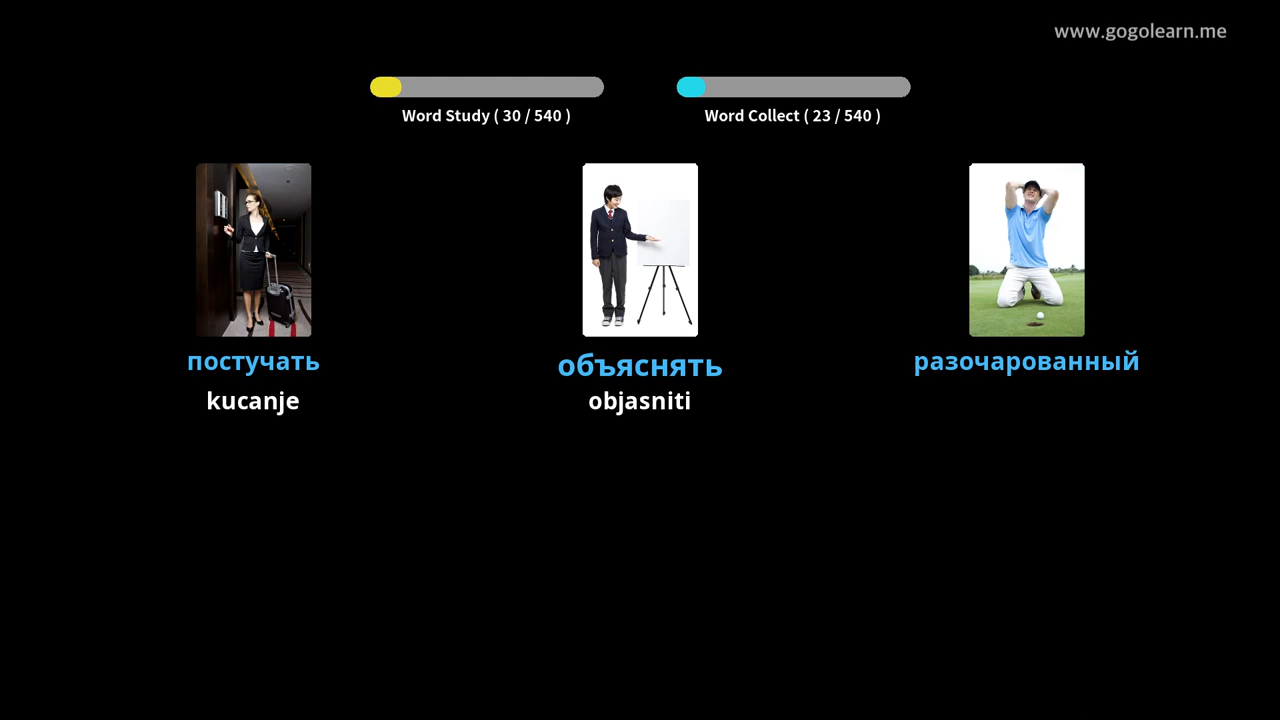 www.gogolearn.me
Word Study ( 30 / 540 )
Word Collect ( 23 / 540 )
постучать
объяснять
разочарованный
kucanje
objasniti